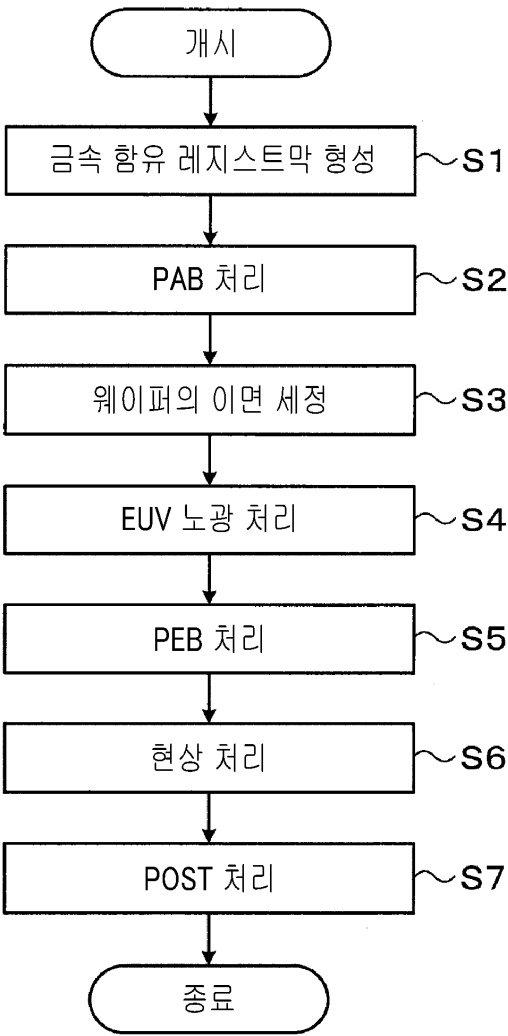 개시
금속 함유 레지스트막 형성 S1
PAB 처리 S2
웨이퍼의 이면 세정 S3
EUV 노광 처리 S4
PEB 처리 S5
현상 처리 S6
POST 처리 S7
종료